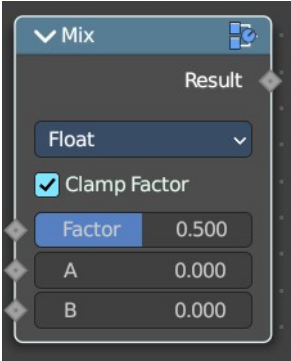 Mix
Result
Float
Clamp Factor
Factor 0.500
A 0.000
B 0.000